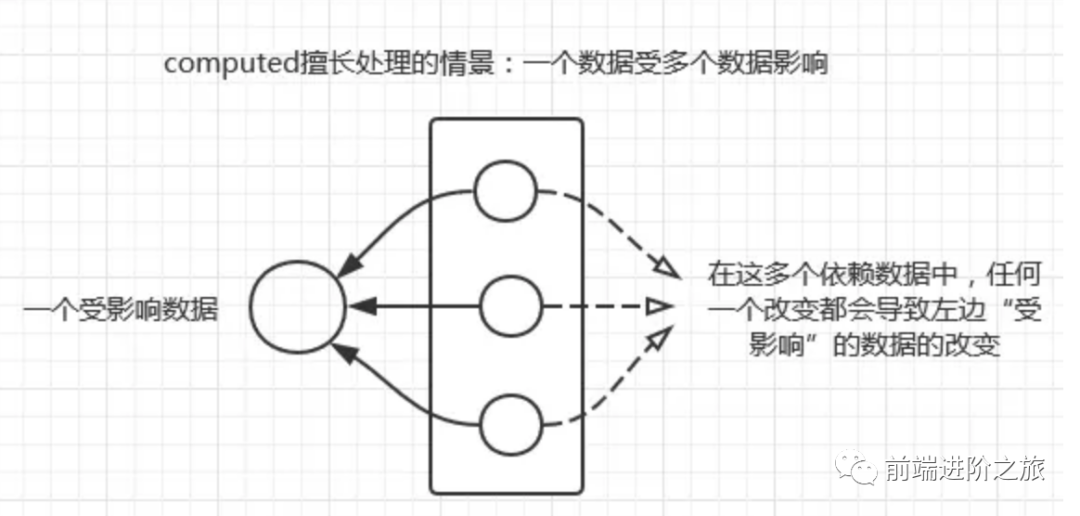 computed擅长处理的情景：一个数据受多个数据影响
一个受影响数据
在这多个依赖数据中，任何
一个改变都会导致左边“受
影响”的数据的改变
前端进阶之旅